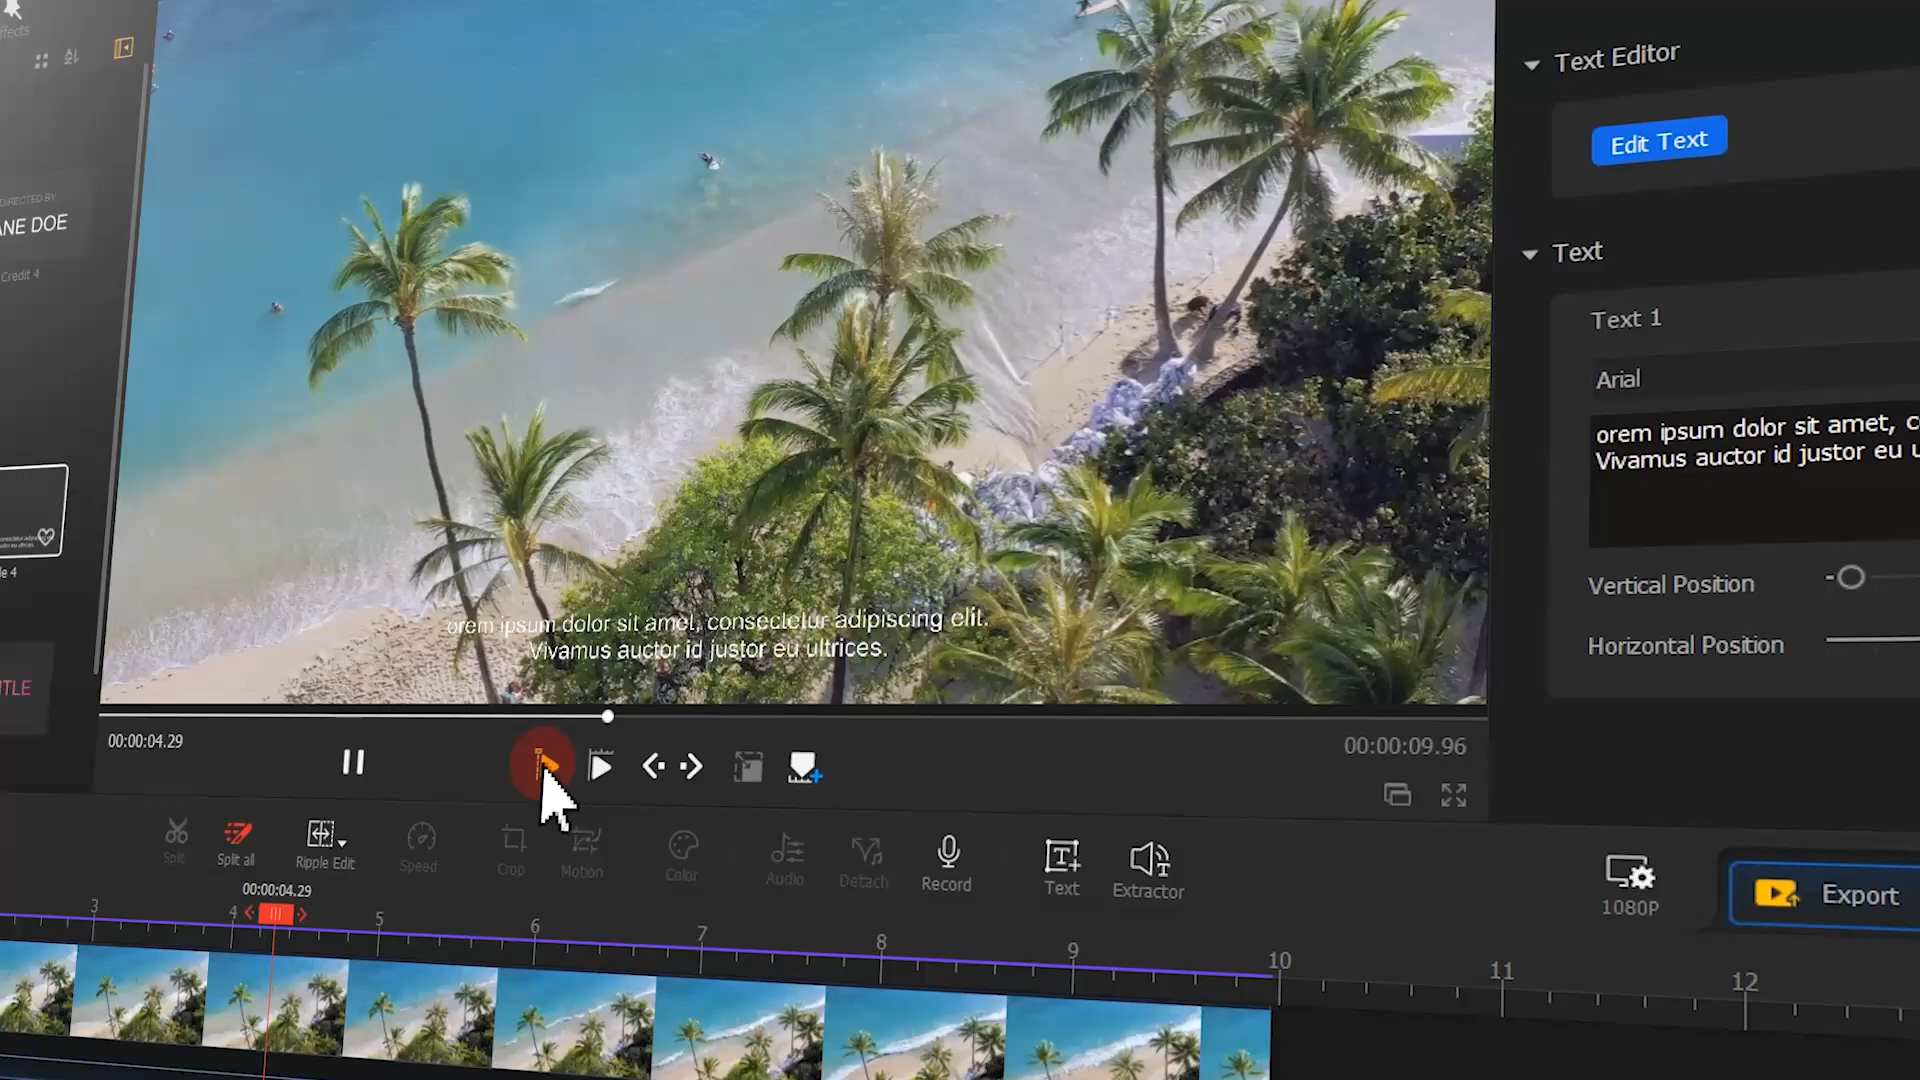 ffects
DIRECTED BY
ANE DOE
Credit 4
le 4
ITLE
orem ipsum dolor sit amet, consectetur adipiscing elit.
Vivamus auctor id justor eu ultrices.
00:00:04.29
00:00:09.96
Text Editor
Edit Text
Text
Text 1
Arial
orem ipsum dolor sit amet, c
Vivamus auctor id justor eu u
Vertical Position
Horizontal Position
Split
Split all
Ripple Edit
Speed
Crop
Motion
Color
Audio
Detach
Record
Text
Extractor
1080P
Export
00:00:04.29
3
4
5
6
7
8
9
10
11
12